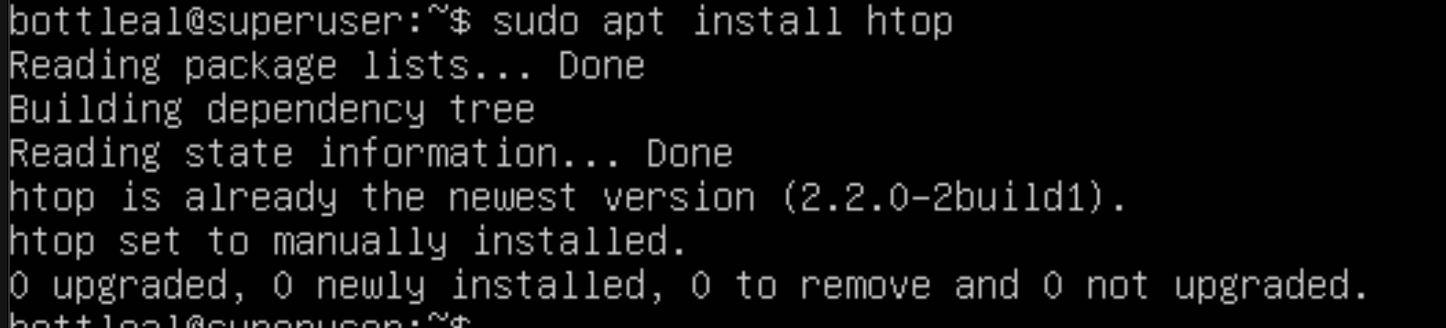 bottleal@superuser:~$ sudo apt install htop
Reading package lists... Done
Building dependency tree
Reading state information... Done
htop is already the newest version (2.2.0-2build1).
htop set to manually installed.
0 upgraded, 0 newly installed, 0 to remove and 0 not upgraded.
bottleal@superuser:~$